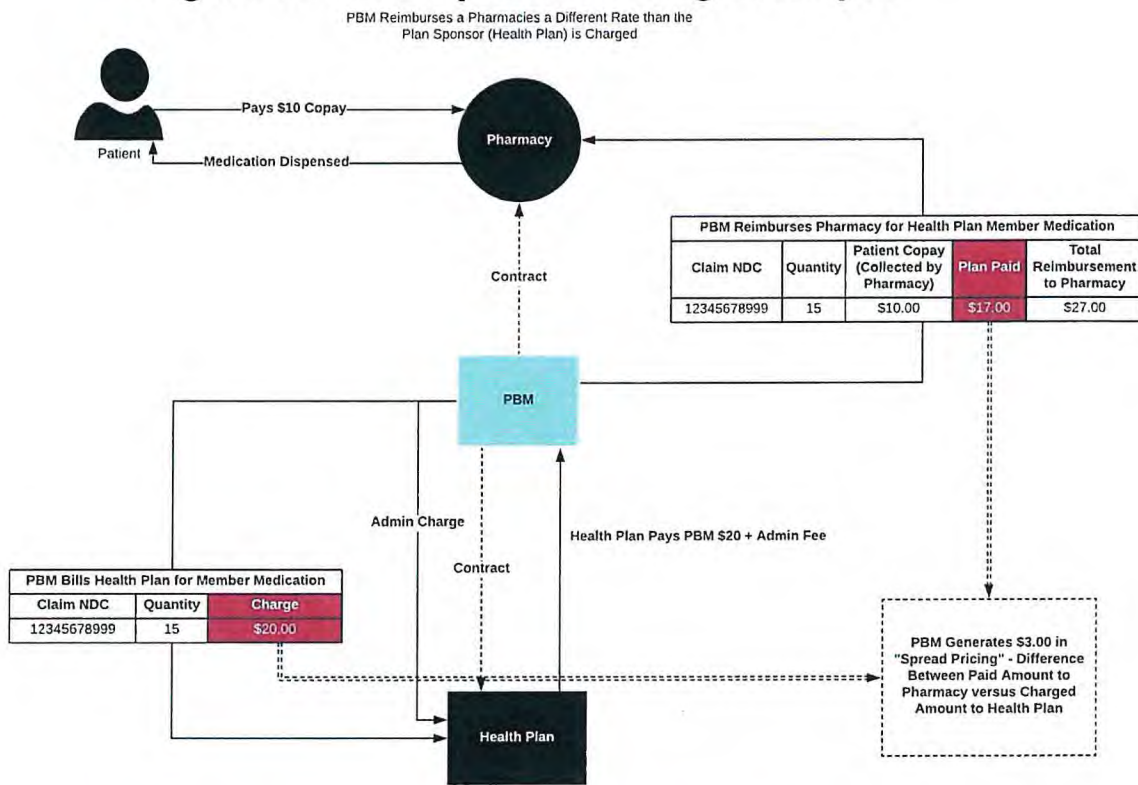 PBM Reimburses a Pharmacies a Different Rate than the
Plan Sponsor (Health Plan) is Charged
Pays $10 Copay
Pharmacy
Patient
Medication Dispensed
PBM Reimburses Pharmacy for Health Plan Member Medication
Claim NDC Quantity Patient Copay (Collected by Pharmacy) Plan Paid Total Reimbursement to Pharmacy
12345678999 15 $10.00 $17.00 $27.00
Contract
PBM
Admin Charge
Health Plan Pays PBM $20 + Admin Fee
Contract
PBM Bills Health Plan for Member Medication
Claim NDC Quantity Charge
12345678999 15 $20.00
PBM Generates $3.00 in
"Spread Pricing" - Difference
Between Paid Amount to
Pharmacy versus Charged
Amount to Health Plan
Health Plan